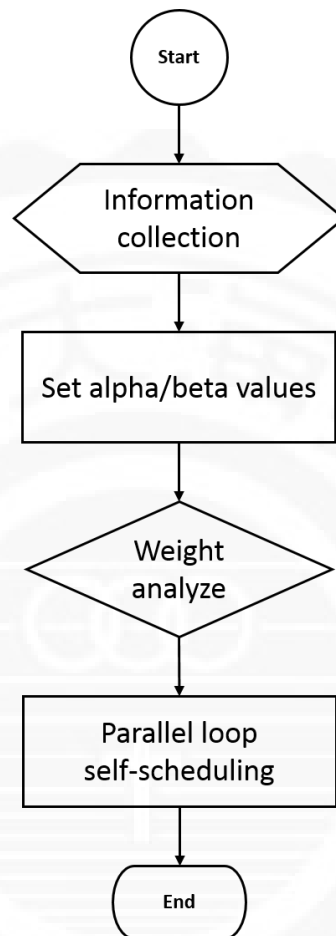 Start
Information
collection
Set alpha/beta values
Weight
analyze
Parallel loop
self-scheduling
End